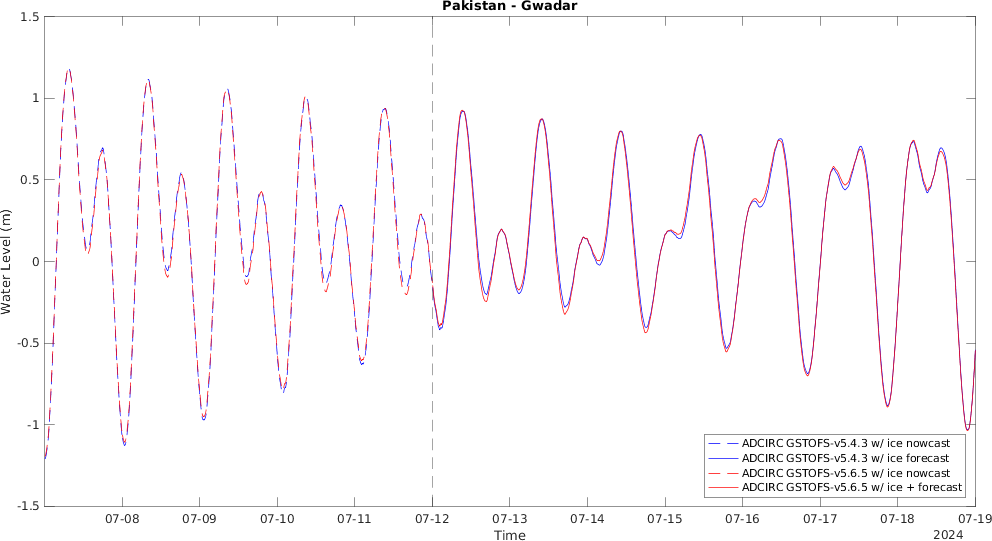 Pakistan - Gwadar
1.5
1
0.5
0
-0.5
-1
-1.5
Water Level (m)
ADCIRC GSTOFS-v5.4.3 w/ ice nowcast
ADCIRC GSTOFS-v5.4.3 w/ ice forecast
ADCIRC GSTOFS-v5.6.5 w/ ice nowcast
ADCIRC GSTOFS-v5.6.5 w/ ice + forecast
07-08 07-09 07-10 07-11 07-12 07-13 07-14 07-15 07-16 07-17 07-18 07-19
Time
2024